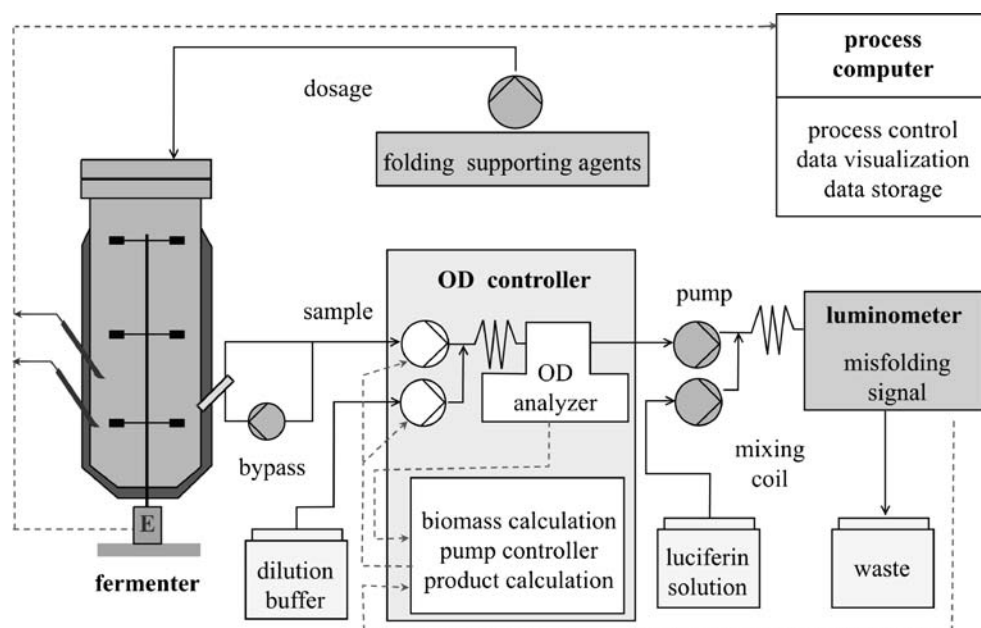 process
computer
process control
data visualization
data storage
dosage
folding supporting agents
OD controller
sample
pump
luminometer
misfolding
signal
OD
analyzer
bypass
mixing
coil
E
biomass calculation
pump controller
product calculation
fermenter
dilution
buffer
luciferin
solution
waste